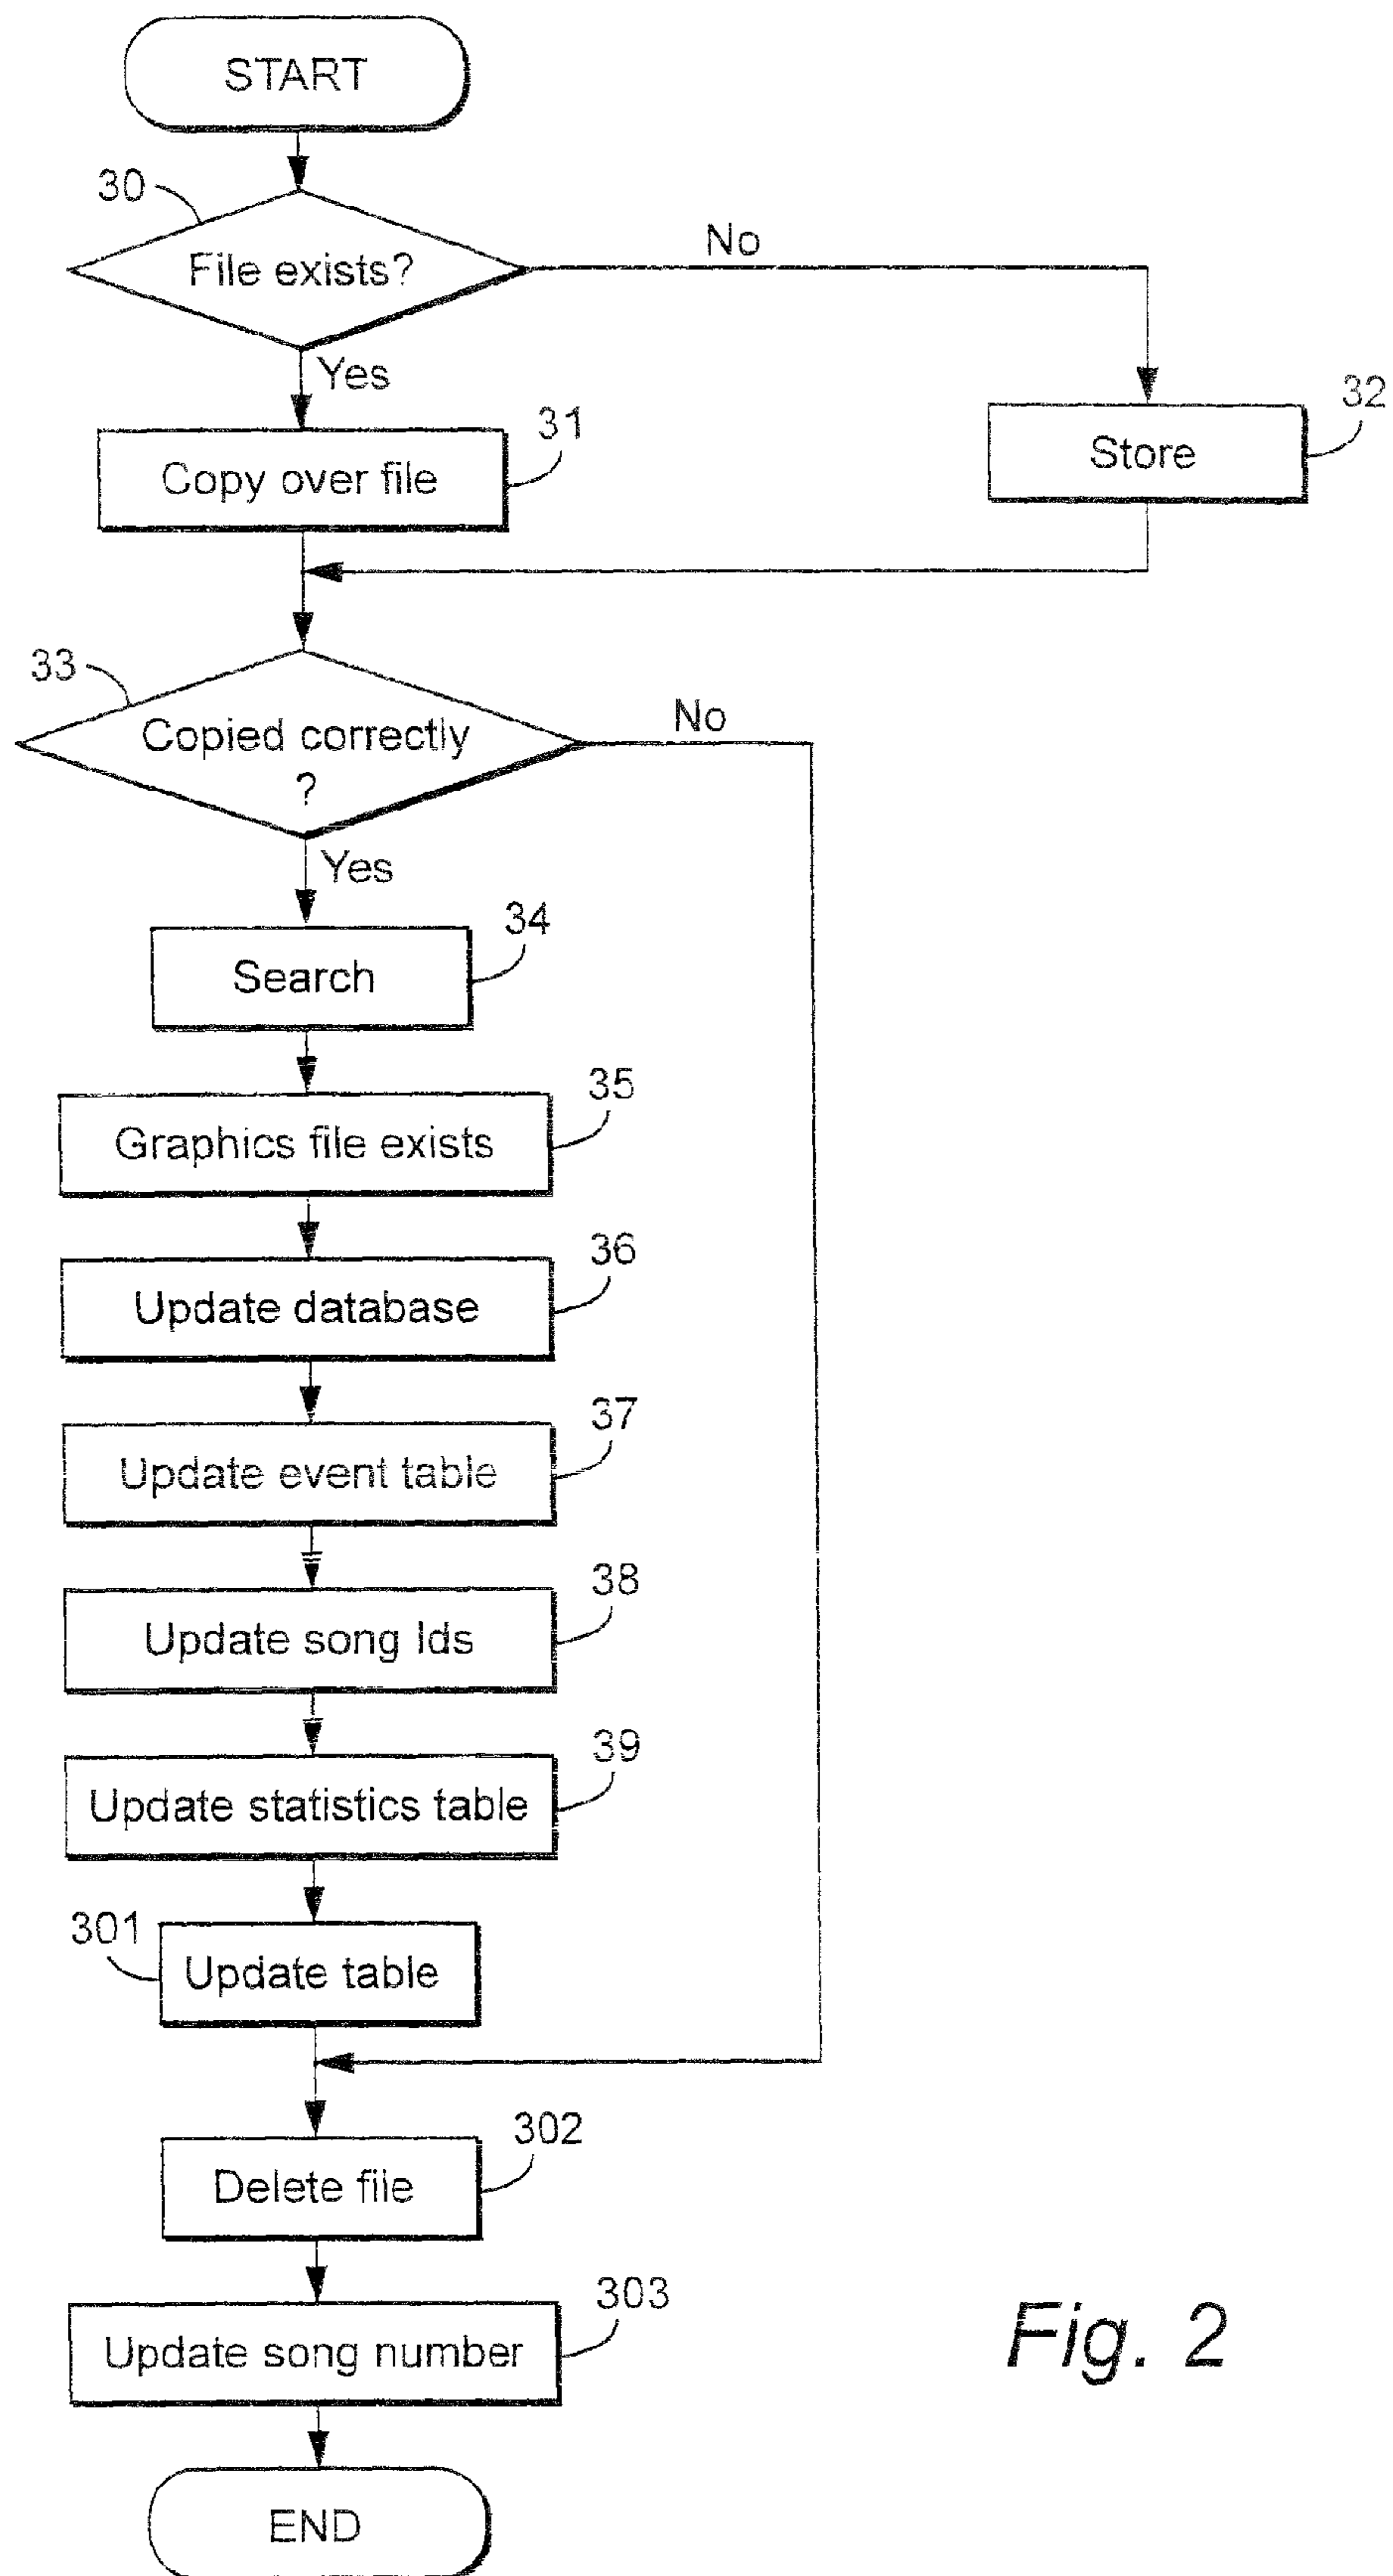 START
30
File exists?
No
Yes
31
Copy over file
32
Store
33
Copied correctly
?
No
Yes
34
Search
35
Graphics file exists
36
Update database
37
Update event table
38
Update song Ids
39
Update statistics table
301
Update table
302
Delete file
303
Update song number
END
Fig. 2